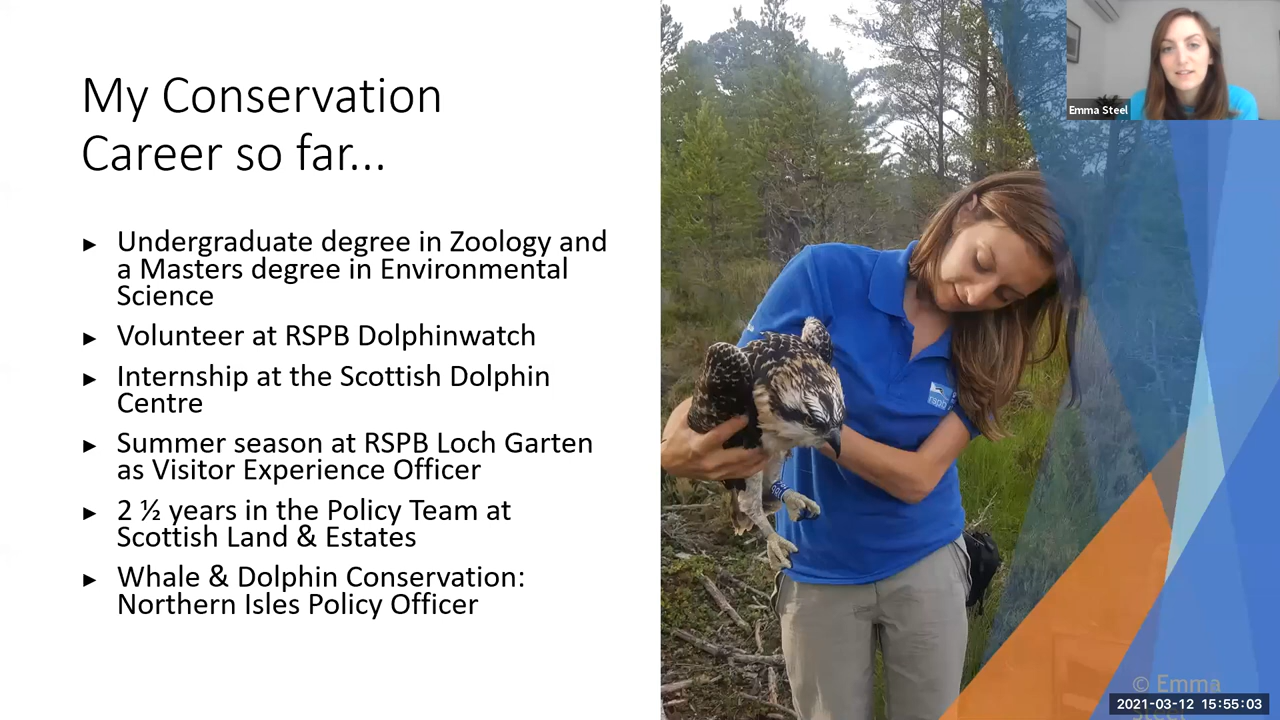 My Conservation
Career so far...
► Undergraduate degree in Zoology and
a Masters degree in Environmental
Science
► Volunteer at RSPB Dolphinwatch
► Internship at the Scottish Dolphin
Centre
► Summer season at RSPB Loch Garten
as Visitor Experience Officer
► 2 ½ years in the Policy Team at
Scottish Land & Estates
► Whale & Dolphin Conservation:
Northern Isles Policy Officer
Emma Steel
rspb
© Emma
Steel
2021-03-12 15:55:03